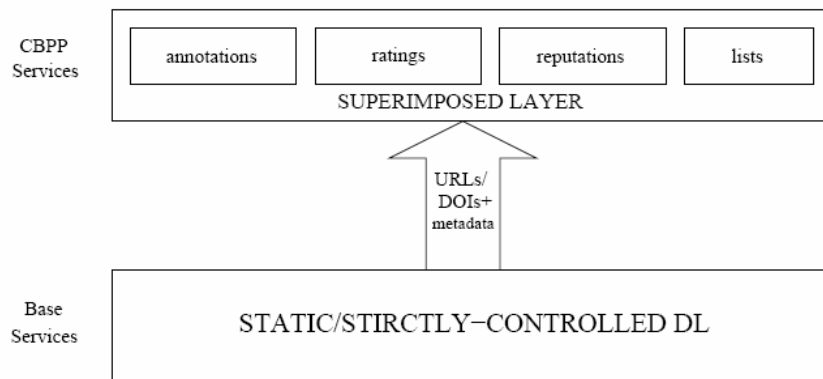 CBPP
Services
annotations
ratings
reputations
lists
SUPERIMPOSED LAYER
URLs/
DOIs+
metadata
Base
Services
STATIC/STIRCTLY−CONTROLLED DL